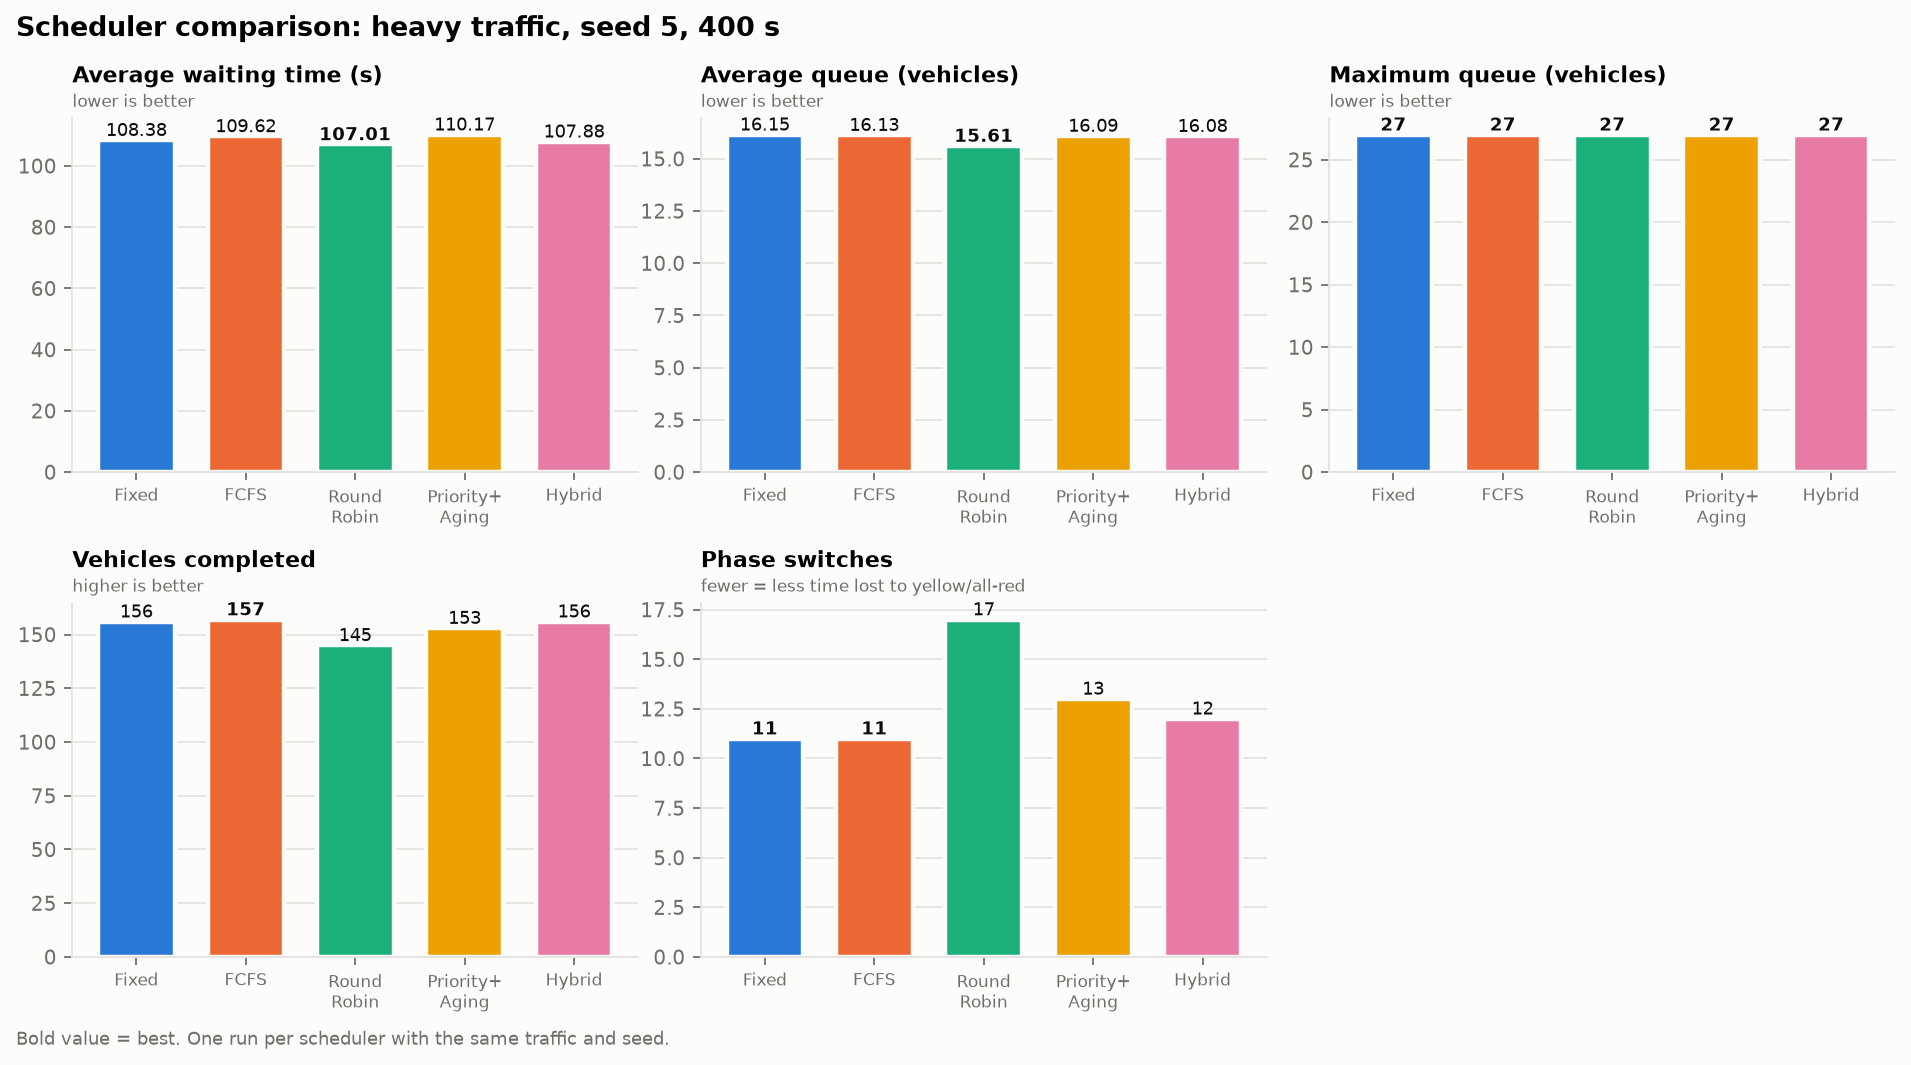 Scheduler comparison: heavy traffic, seed 5, 400 s
Average waiting time (s)
lower is better
108.38
109.62
107.01
110.17
107.88
100
80
60
40
20
0
Fixed
FCFS
Round
Robin
Priority+
Aging
Hybrid
Average queue (vehicles)
lower is better
16.15
16.13
15.61
16.09
16.08
15.0
12.5
10.0
7.5
5.0
2.5
0.0
Fixed
FCFS
Round
Robin
Priority+
Aging
Hybrid
Maximum queue (vehicles)
lower is better
27
27
27
27
27
25
20
15
10
5
0
Fixed
FCFS
Round
Robin
Priority+
Aging
Hybrid
Vehicles completed
higher is better
156
157
145
153
156
150
125
100
75
50
25
0
Fixed
FCFS
Round
Robin
Priority+
Aging
Hybrid
Phase switches
fewer = less time lost to yellow/all-red
11
11
17
13
12
17.5
15.0
12.5
10.0
7.5
5.0
2.5
0.0
Fixed
FCFS
Round
Robin
Priority+
Aging
Hybrid
Bold value = best. One run per scheduler with the same traffic and seed.